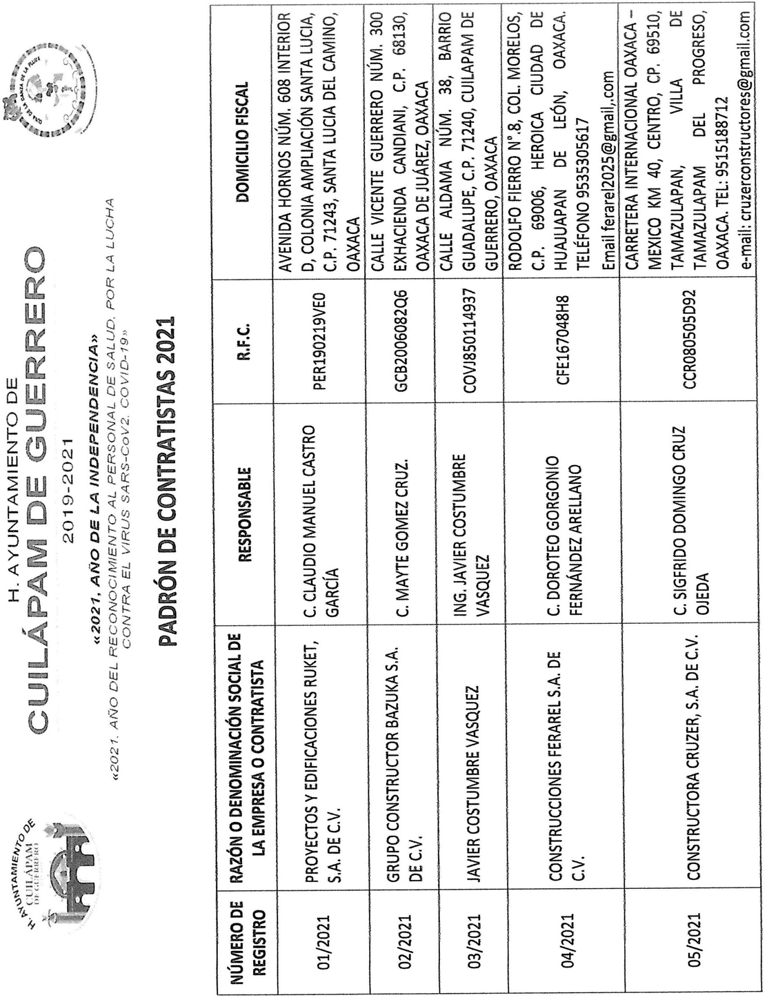 H. AYUNTAMIENTO DE
CUILÁPAM
DE GUERRERO
H. AYUNTAMIENTO DE
CUILÁPAM DE GUERRERO
2019-2021
CUNA DE LA DANZA DE LA PLUMA
«2021, AÑO DE LA INDEPENDENCIA»
«2021. AÑO DEL RECONOCIMIENTO AL PERSONAL DE SALUD. POR LA LUCHA
CONTRA EL VIRUS SARS-CoV2. COVID-19»
PADRÓN DE CONTRATISTAS 2021
NÚMERO DE
REGISTRO
RAZÓN O DENOMINACIÓN SOCIAL DE
LA EMPRESA O CONTRATISTA
RESPONSABLE
R.F.C.
DOMICILIO FISCAL
01/2021
PROYECTOS Y EDIFICACIONES RUKET,
S.A. DE C.V.
C. CLAUDIO MANUEL CASTRO
GARCÍA
PER190219VE0
AVENIDA HORNOS NÚM. 608 INTERIOR
D, COLONIA AMPLIACIÓN SANTA LUCIA,
C.P. 71243, SANTA LUCIA DEL CAMINO,
OAXACA
02/2021
GRUPO CONSTRUCTOR BAZUKA S.A.
DE C.V.
C. MAYTE GOMEZ CRUZ.
GCB2006082Q6
CALLE VICENTE GUERRERO NÚM. 300
EXHACIENDA CANDIANI, C.P. 68130,
OAXACA DE JUÁREZ, OAXACA
03/2021
JAVIER COSTUMBRE VASQUEZ
ING. JAVIER COSTUMBRE
VASQUEZ
COVJ850114937
CALLE ALDAMA NÚM. 38, BARRIO
GUADALUPE, C.P. 71240, CUILAPAM DE
GUERRERO, OAXACA
04/2021
CONSTRUCCIONES FERAREL S.A. DE
C.V.
C. DOROTEO GORGONIO
FERNÁNDEZ ARELLANO
CFE167048H8
RODOLFO FIERRO N°.8, COL. MORELOS,
C.P. 69006, HEROICA CIUDAD DE
HUAJUAPAN DE LEÓN, OAXACA.
TELÉFONO 9535305617
Email ferarel2025@gmail,.com
05/2021
CONSTRUCTORA CRUZER, S.A. DE C.V.
C. SIGFRIDO DOMINGO CRUZ
OJEDA
CCR080505D92
CARRETERA INTERNACIONAL OAXACA –
MEXICO KM 40, CENTRO, CP. 69510,
TAMAZULAPAN, VILLA DE
TAMAZULAPAM DEL PROGRESO,
OAXACA. TEL: 9515188712
e-mail: cruzerconstructores@gmail.com